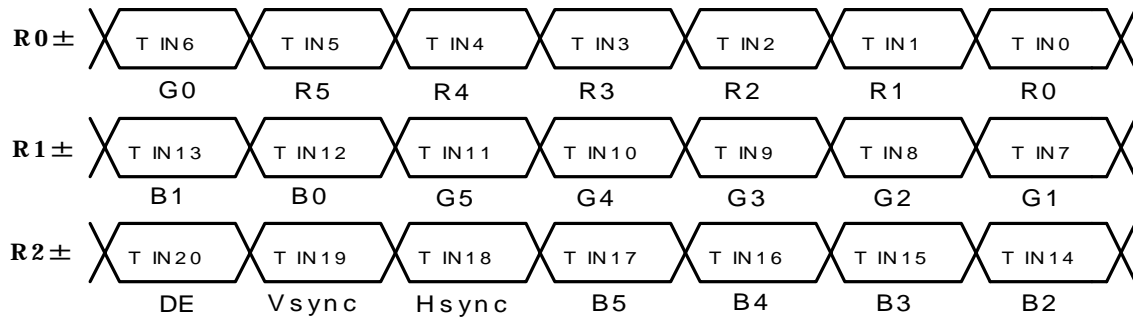 R0± T IN6 T IN5 T IN4 T IN3 T IN2 T IN1 T IN0
G0 R5 R4 R3 R2 R1 R0
R1± T IN13 T IN12 T IN11 T IN10 T IN9 T IN8 T IN7
B1 B0 G5 G4 G3 G2 G1
R2± T IN20 T IN19 T IN18 T IN17 T IN16 T IN15 T IN14
DE Vsync Hsync B5 B4 B3 B2